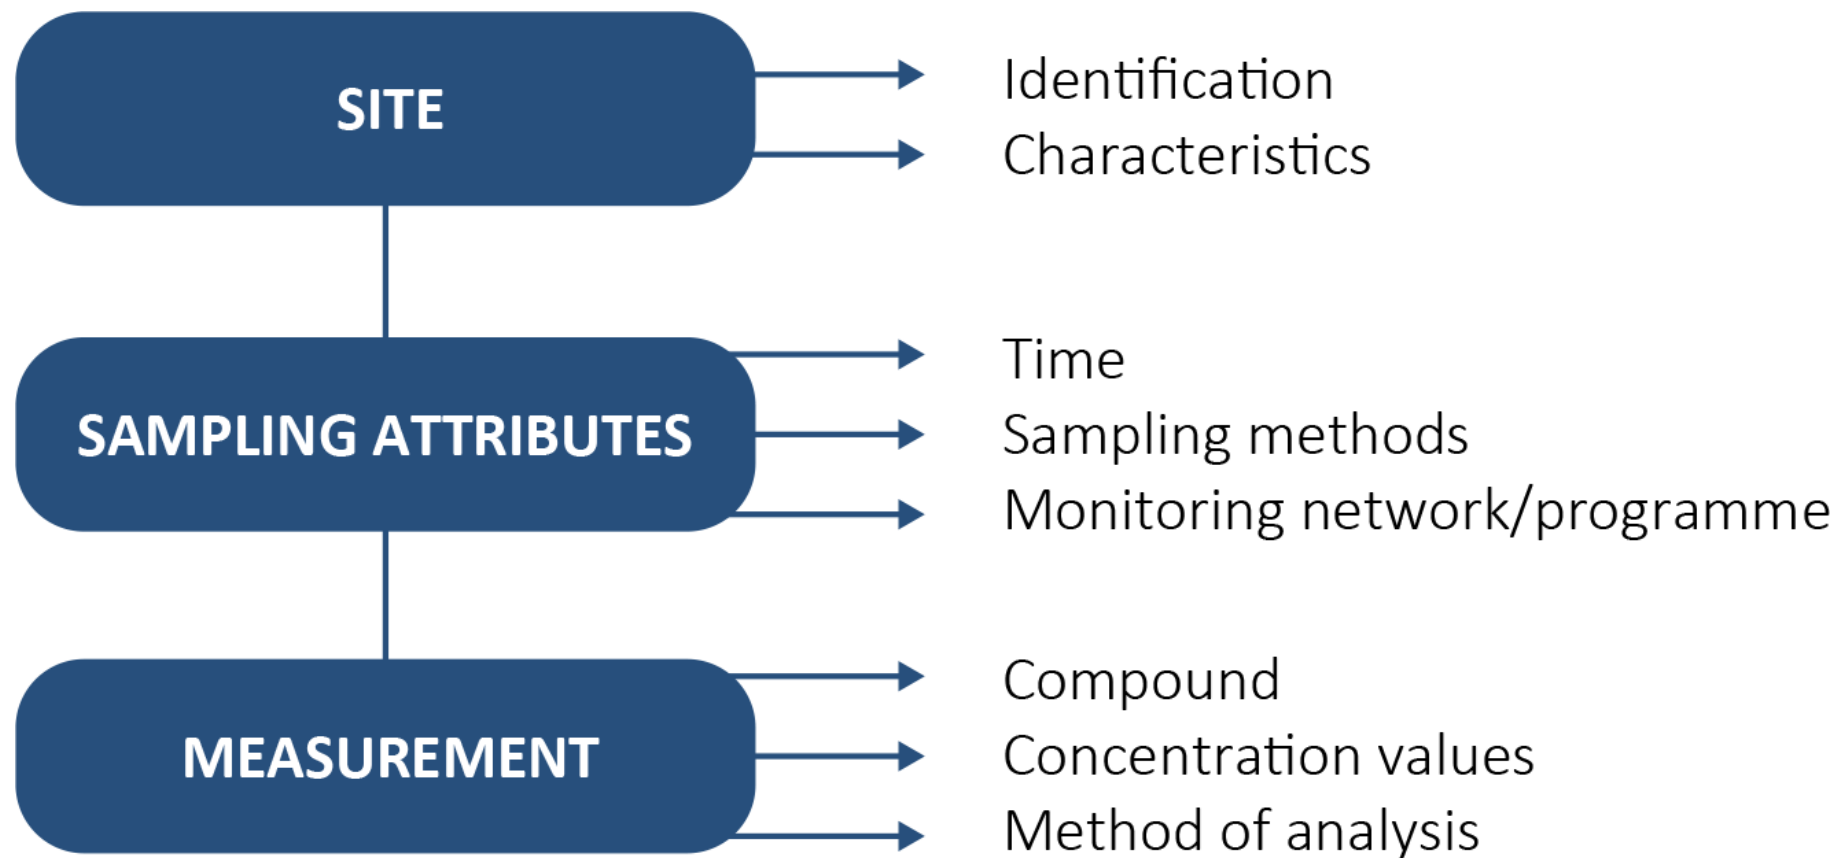 SITE
Identification
Characteristics
SAMPLING ATTRIBUTES
Time
Sampling methods
Monitoring network/programme
MEASUREMENT
Compound
Concentration values
Method of analysis